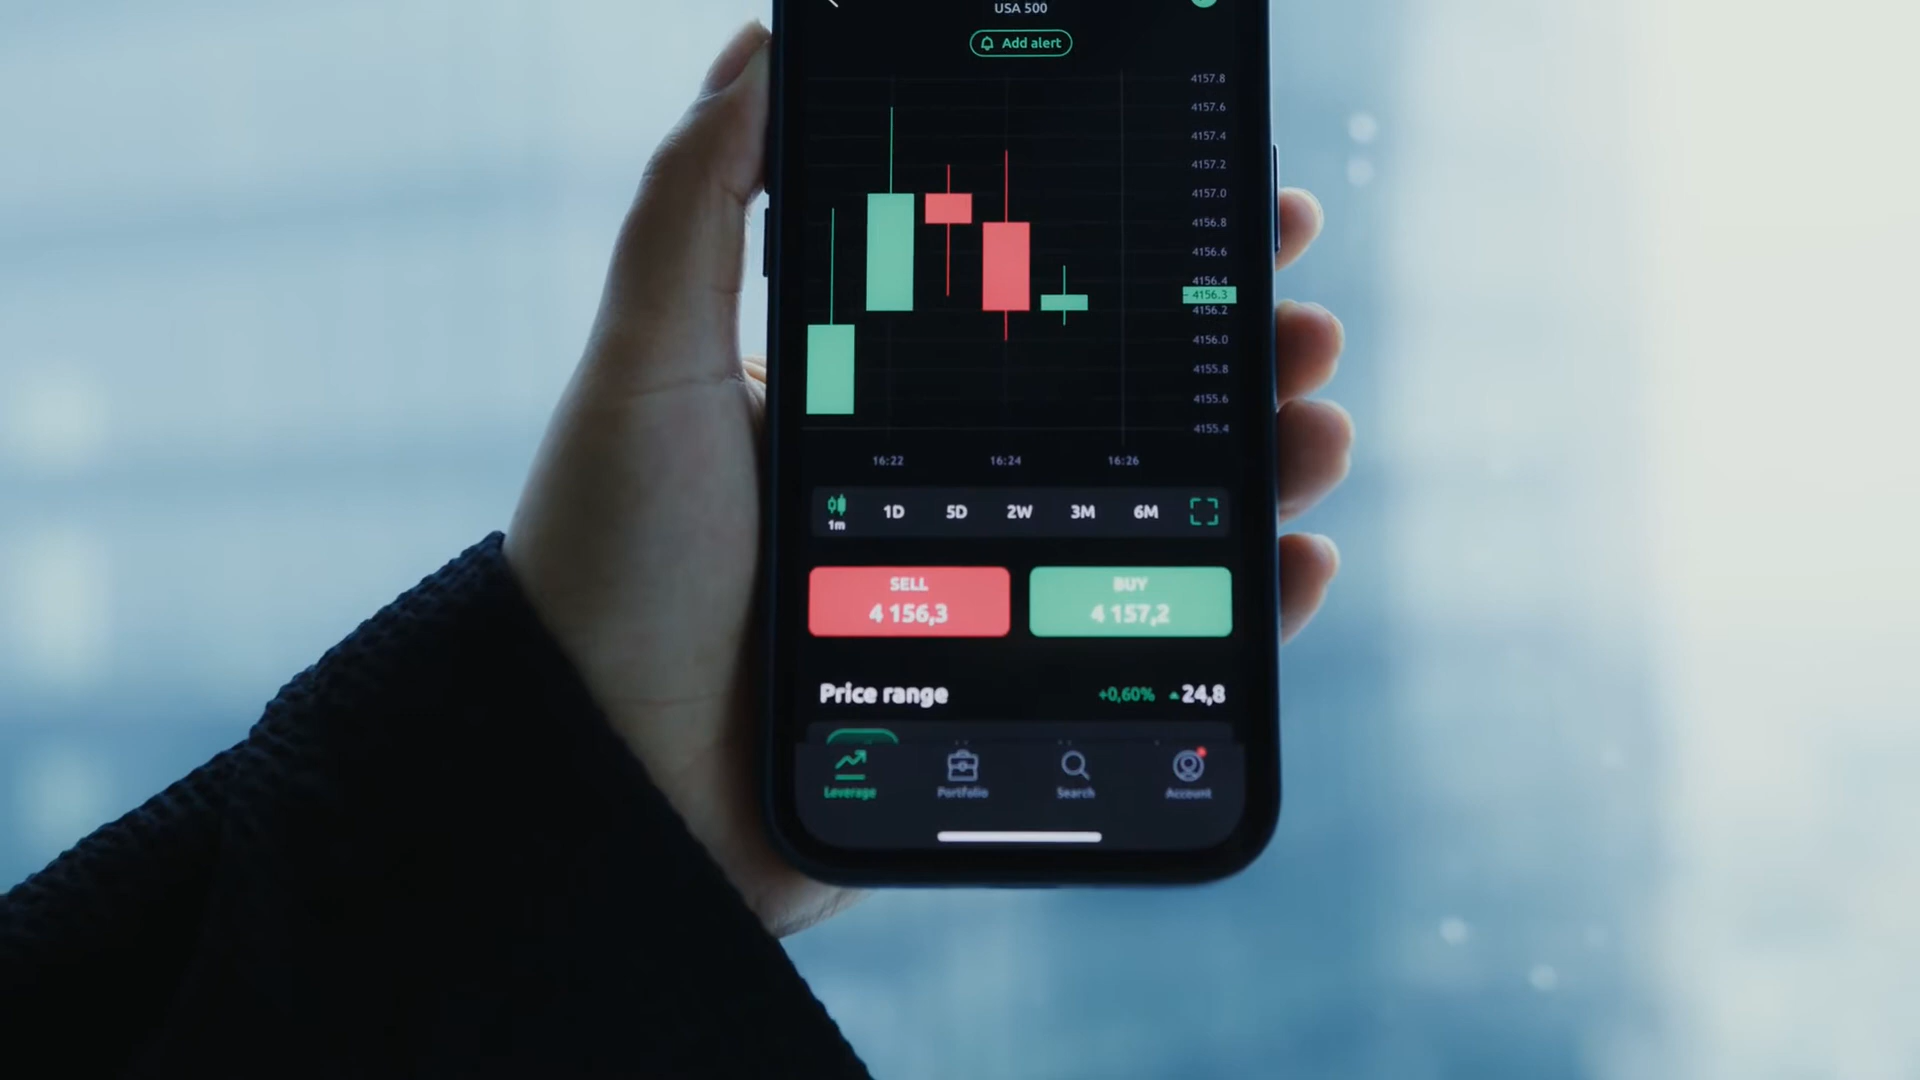 USA 500
Add alert
4157.8
4157.6
4157.4
4157.2
4157.0
4156.8
4156.6
4156.4
4156.3
4156.2
4156.0
4155.8
4155.6
4155.4
16:22 16:24 16:26
1m 1D 5D 2W 3M 6M
SELL BUY
4 156,3 4 157,2
Price range +0,60% 24,8
Leverage Portfolio Search Account